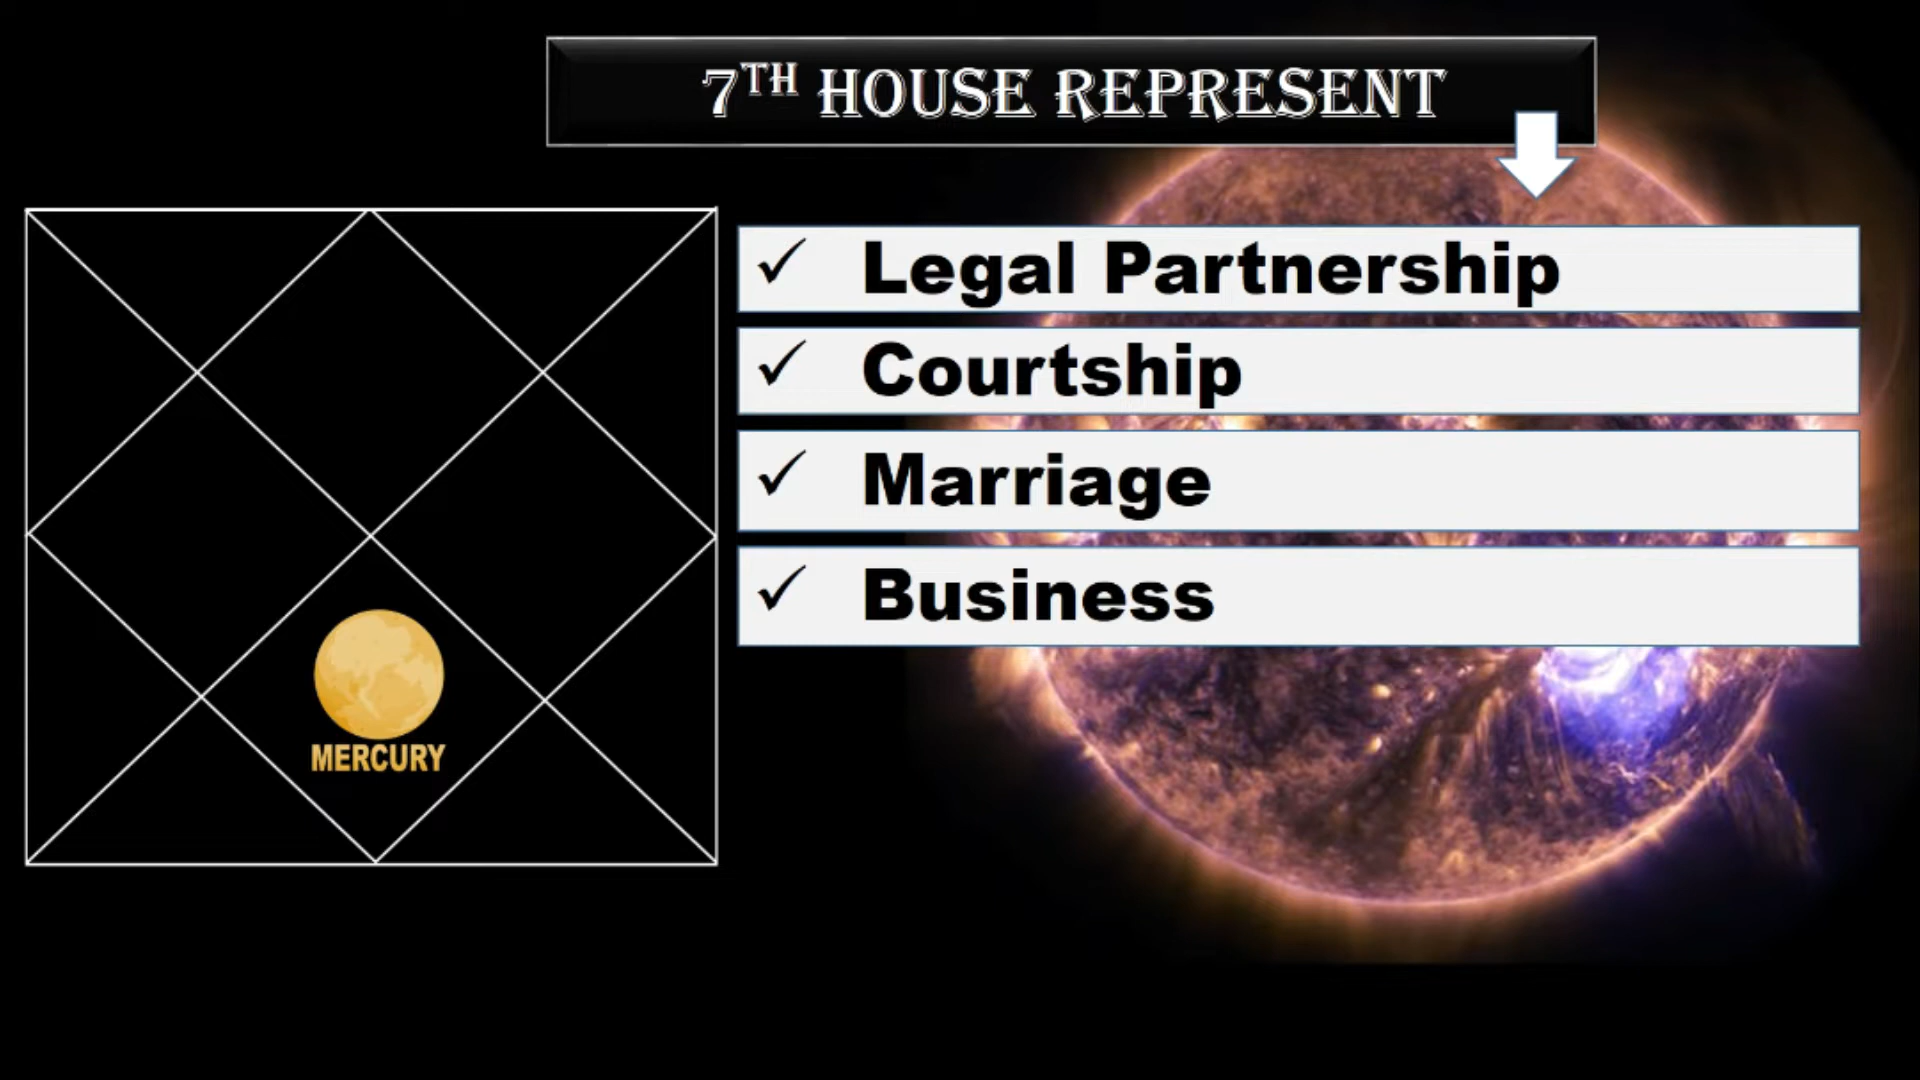 7TH HOUSE REPRESENT
✓ Legal Partnership
✓ Courtship
✓ Marriage
✓ Business
MERCURY